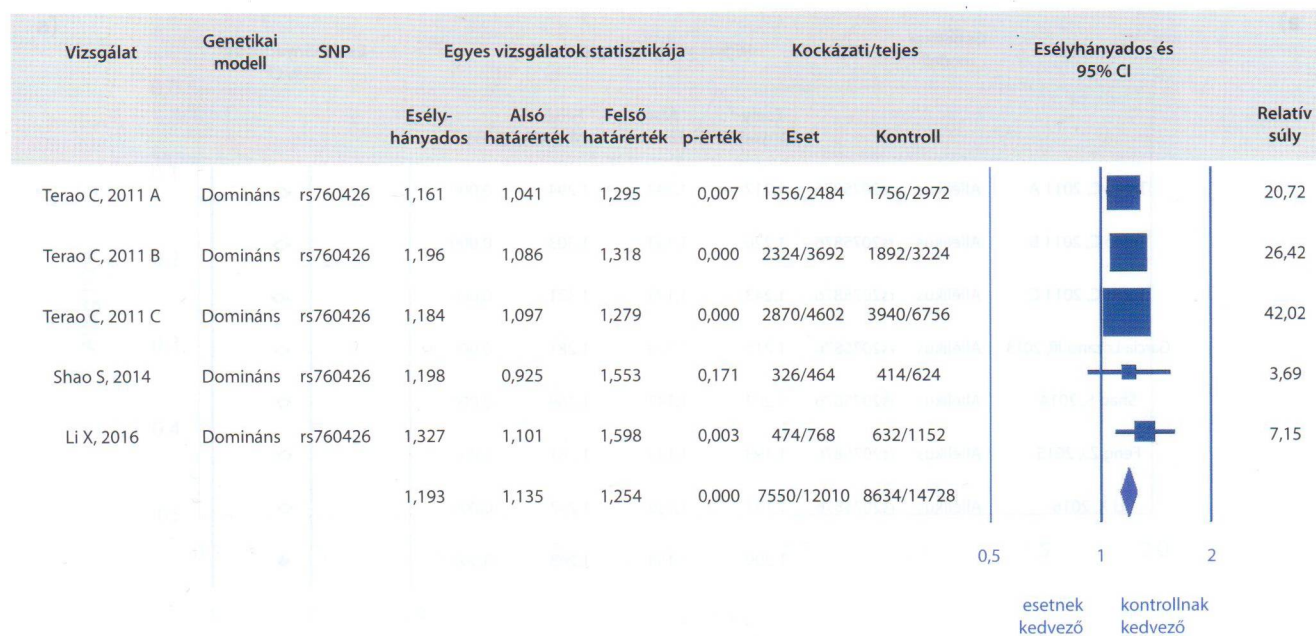 Vizsgálat Genetikai modell SNP Egyes vizsgálatok statisztikája Kockázati/teljes Esélyhányados és 95% CI
Esély-hányados Alsó határérték Felső határérték p-érték Eset Kontroll Relatív súly
Terao C, 2011 A Domináns rs760426 1,161 1,041 1,295 0,007 1556/2484 1756/2972 20,72
Terao C, 2011 B Domináns rs760426 1,196 1,086 1,318 0,000 2324/3692 1892/3224 26,42
Terao C, 2011 C Domináns rs760426 1,184 1,097 1,279 0,000 2870/4602 3940/6756 42,02
Shao S, 2014 Domináns rs760426 1,198 0,925 1,553 0,171 326/464 414/624 3,69
Li X, 2016 Domináns rs760426 1,327 1,101 1,598 0,003 474/768 632/1152 7,15
1,193 1,135 1,254 0,000 7550/12010 8634/14728
0,5 1 2
esetnek kontrollnak
kedvező kedvező